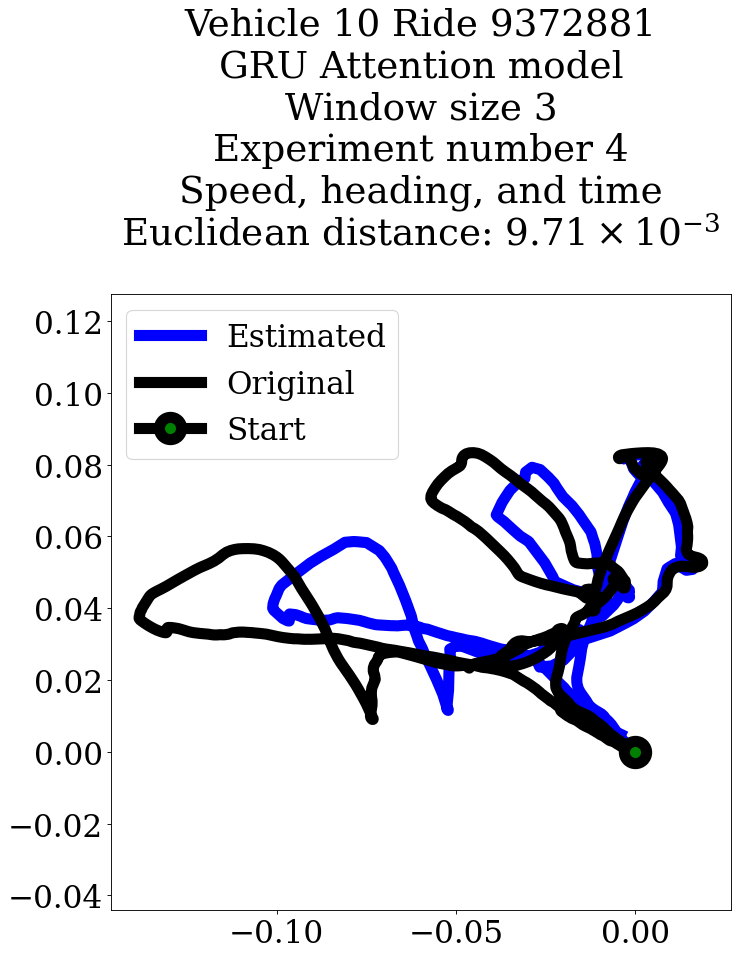 Vehicle 10 Ride 9372881
GRU Attention model
Window size 3
Experiment number 4
Speed, heading, and time
Euclidean distance: 9.71 × 10⁻³
0.12
0.10
0.08
0.06
0.04
0.02
0.00
−0.02
−0.04
Estimated
Original
Start
−0.10
−0.05
0.00